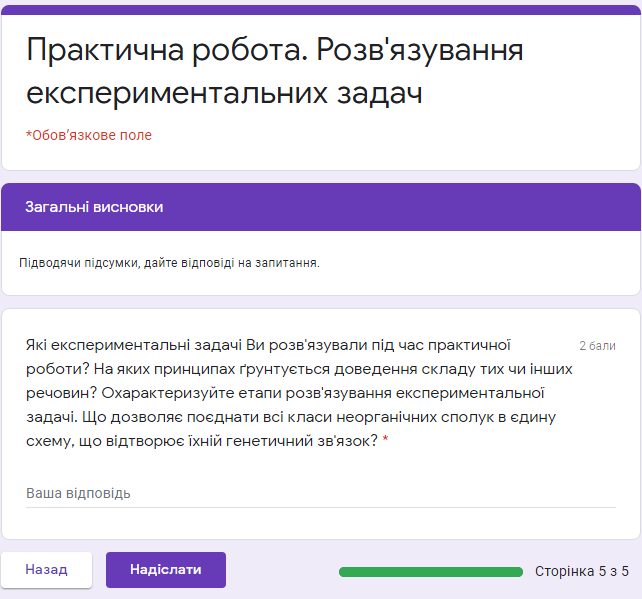 Практична робота. Розв'язування
експериментальних задач
*Обов'язкове поле
Загальні висновки
Підводячи підсумки, дайте відповіді на запитання.
Які експериментальні задачі Ви розв'язували під час практичної
2 бали
роботи? На яких принципах ґрунтується доведення складу тих чи інших
речовин? Охарактеризуйте етапи розв'язування експериментальної
задачі. Що дозволяє поєднати всі класи неорганічних сполук в єдину
схему, що відтворює їхній генетичний зв'язок? *
Ваша відповідь
Назад
Надіслати
Сторінка 5 з 5